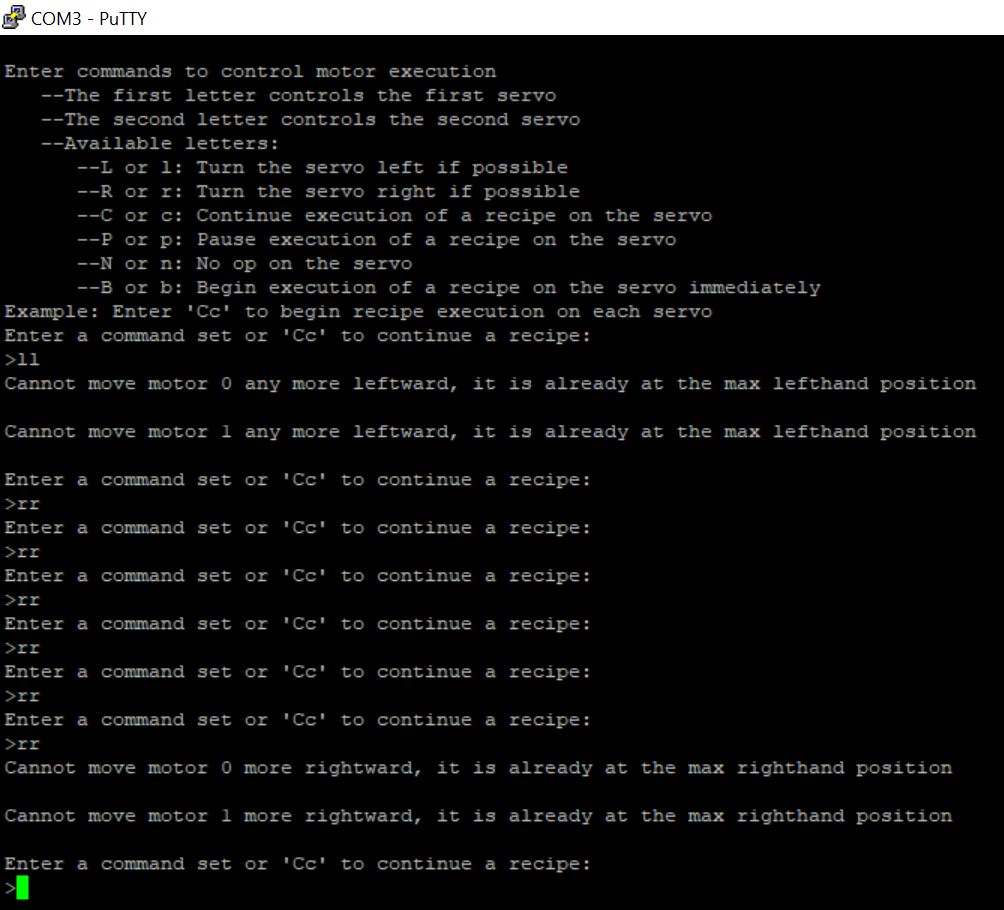 COM3 - PuTTY
Enter commands to control motor execution
--The first letter controls the first servo
--The second letter controls the second servo
--Available letters:
--L or l: Turn the servo left if possible
--R or r: Turn the servo right if possible
--C or c: Continue execution of a recipe on the servo
--P or p: Pause execution of a recipe on the servo
--N or n: No op on the servo
--B or b: Begin execution of a recipe on the servo immediately
Example: Enter 'Cc' to begin recipe execution on each servo
Enter a command set or 'Cc' to continue a recipe:
>ll
Cannot move motor 0 any more leftward, it is already at the max lefthand position
Cannot move motor 1 any more leftward, it is already at the max lefthand position
Enter a command set or 'Cc' to continue a recipe:
>rr
Enter a command set or 'Cc' to continue a recipe:
>rr
Enter a command set or 'Cc' to continue a recipe:
>rr
Enter a command set or 'Cc' to continue a recipe:
>rr
Enter a command set or 'Cc' to continue a recipe:
>rr
Enter a command set or 'Cc' to continue a recipe:
>rr
Cannot move motor 0 more rightward, it is already at the max righthand position
Cannot move motor 1 more rightward, it is already at the max righthand position
Enter a command set or 'Cc' to continue a recipe:
>